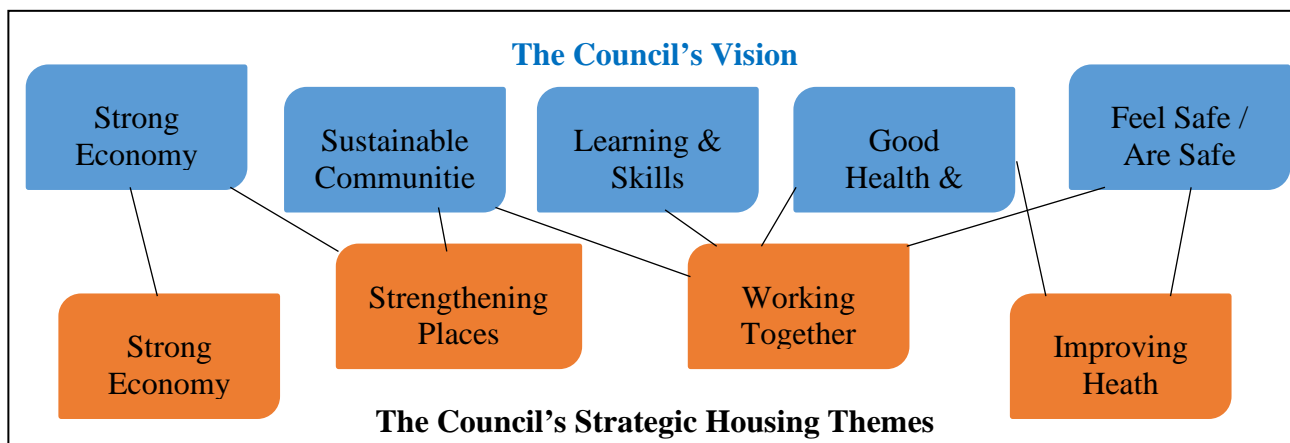 The Council’s Vision
Strong
Economy
Sustainable
Communitie
Learning &
Skills
Good
Health &
Feel Safe /
Are Safe
Strong
Economy
Strengthening
Places
Working
Together
Improving
Heath
The Council’s Strategic Housing Themes